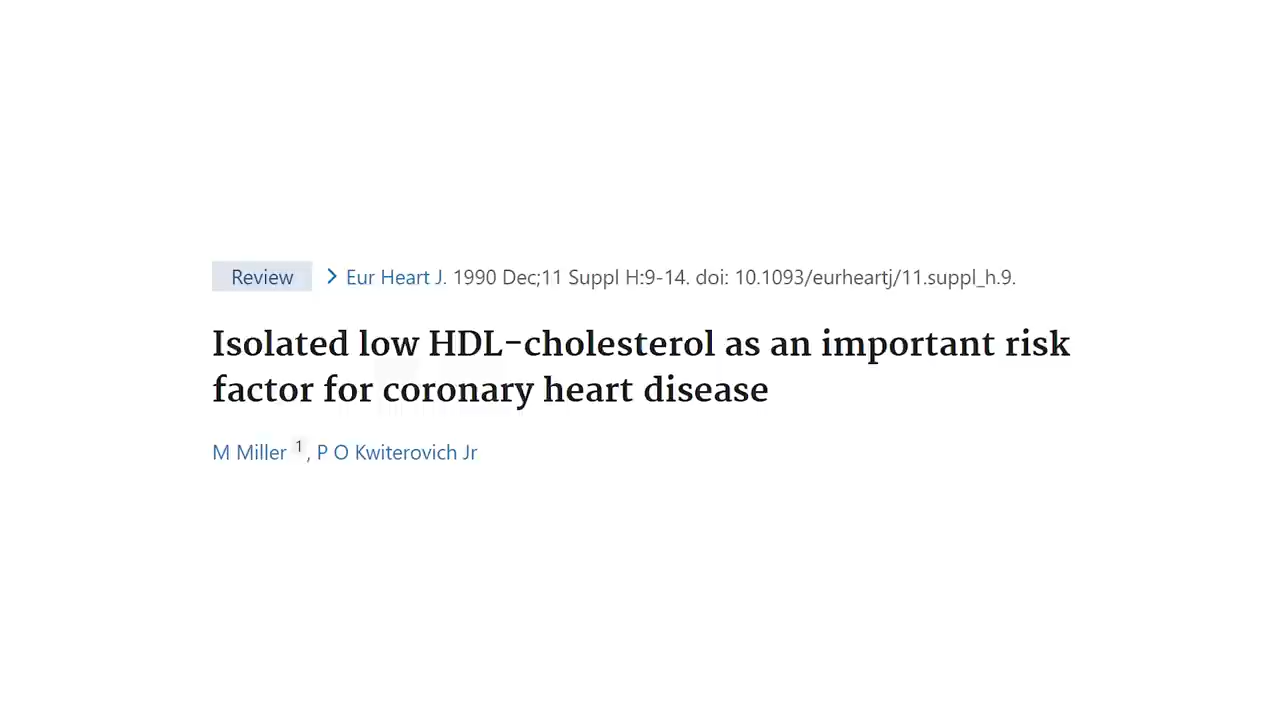 Review > Eur Heart J. 1990 Dec;11 Suppl H:9-14. doi: 10.1093/eurheartj/11.suppl_h.9.
Isolated low HDL-cholesterol as an important risk
factor for coronary heart disease
M Miller 1, P O Kwiterovich Jr